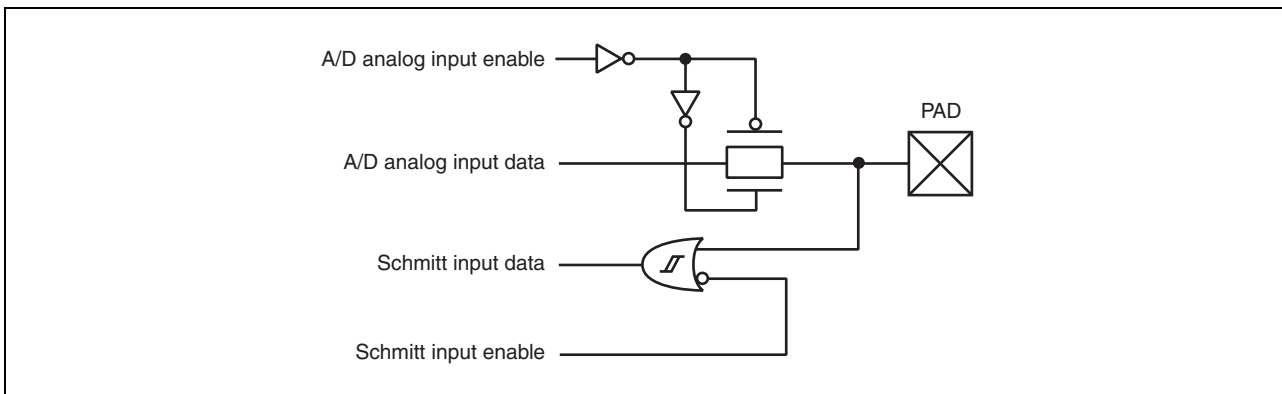 A/D analog input enable
PAD
A/D analog input data
Schmitt input data
Schmitt input enable